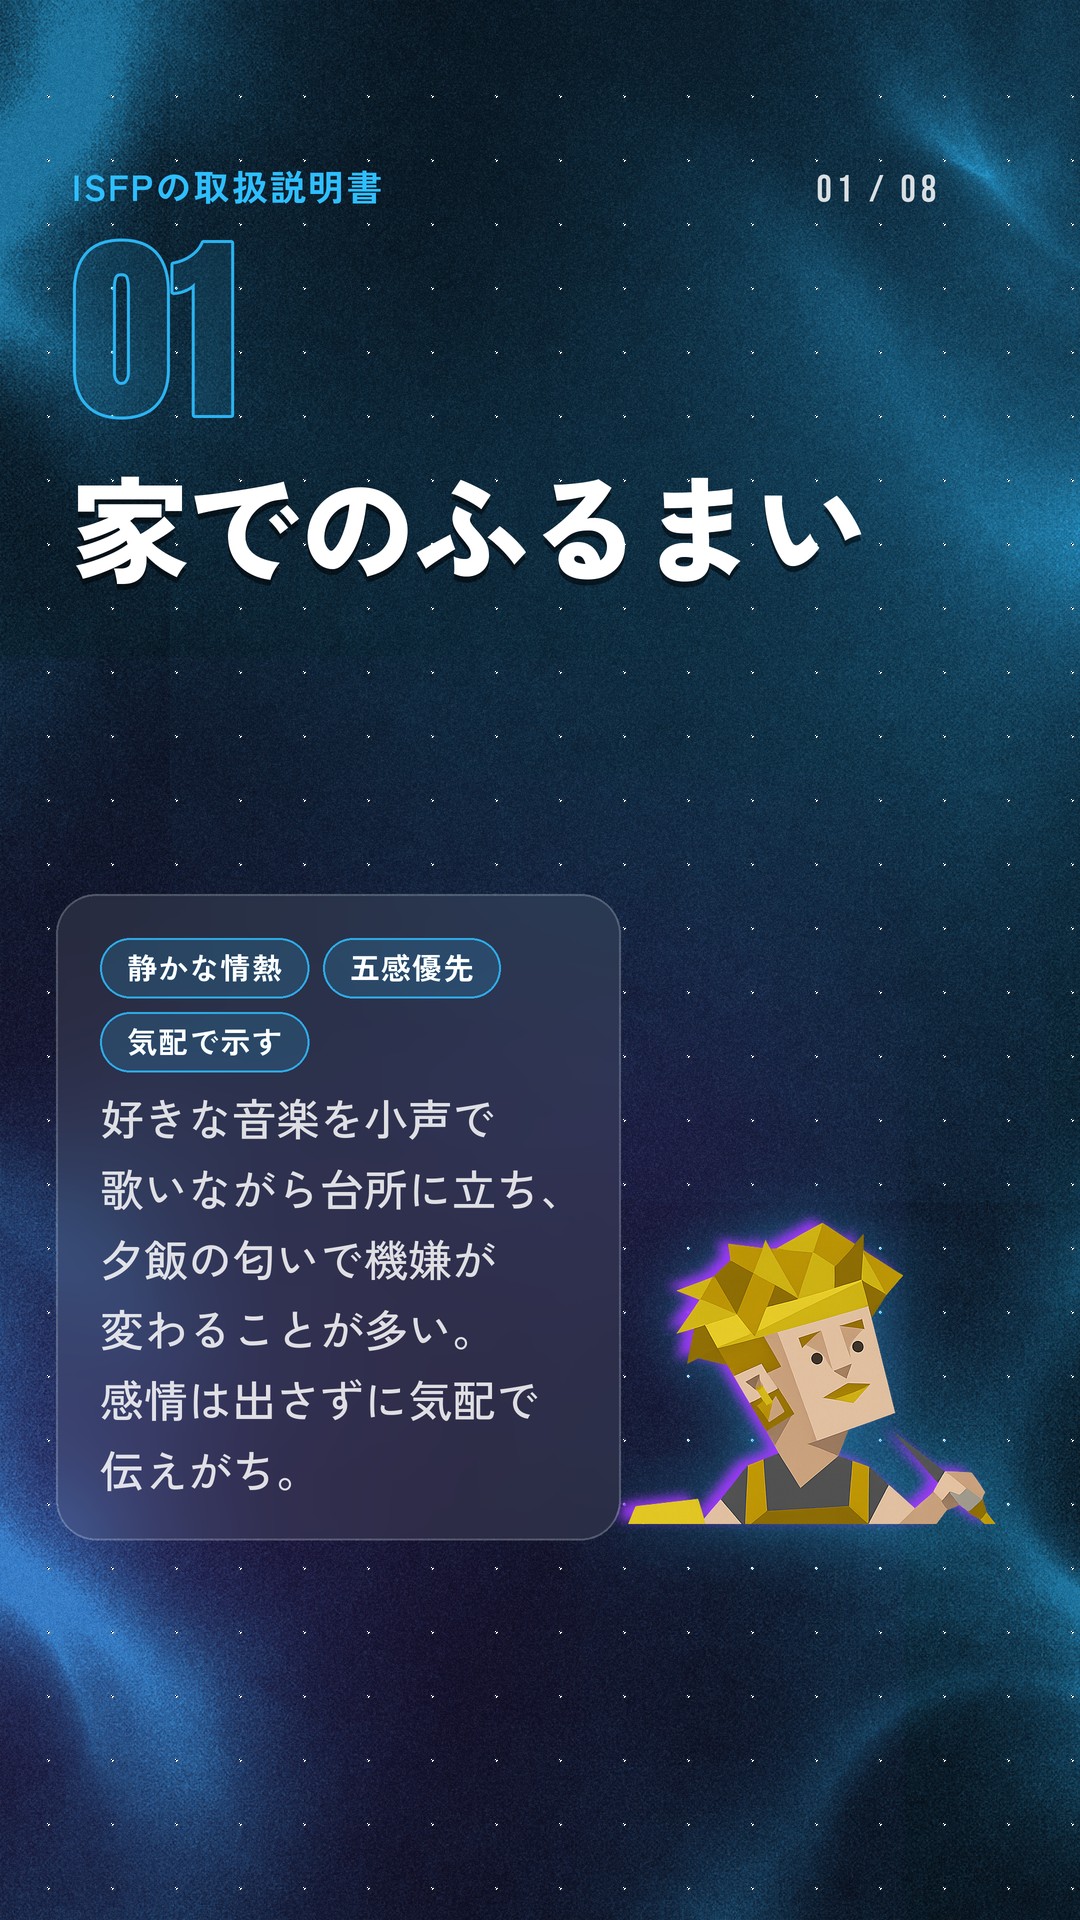 ISFPの取扱説明書
01 / 08
01
家でのふるまい
静かな情熱
五感優先
気配で示す
好きな音楽を小声で
歌いながら台所に立ち、
夕飯の匂いで機嫌が
変わることが多い。
感情は出さずに気配で
伝えがち。